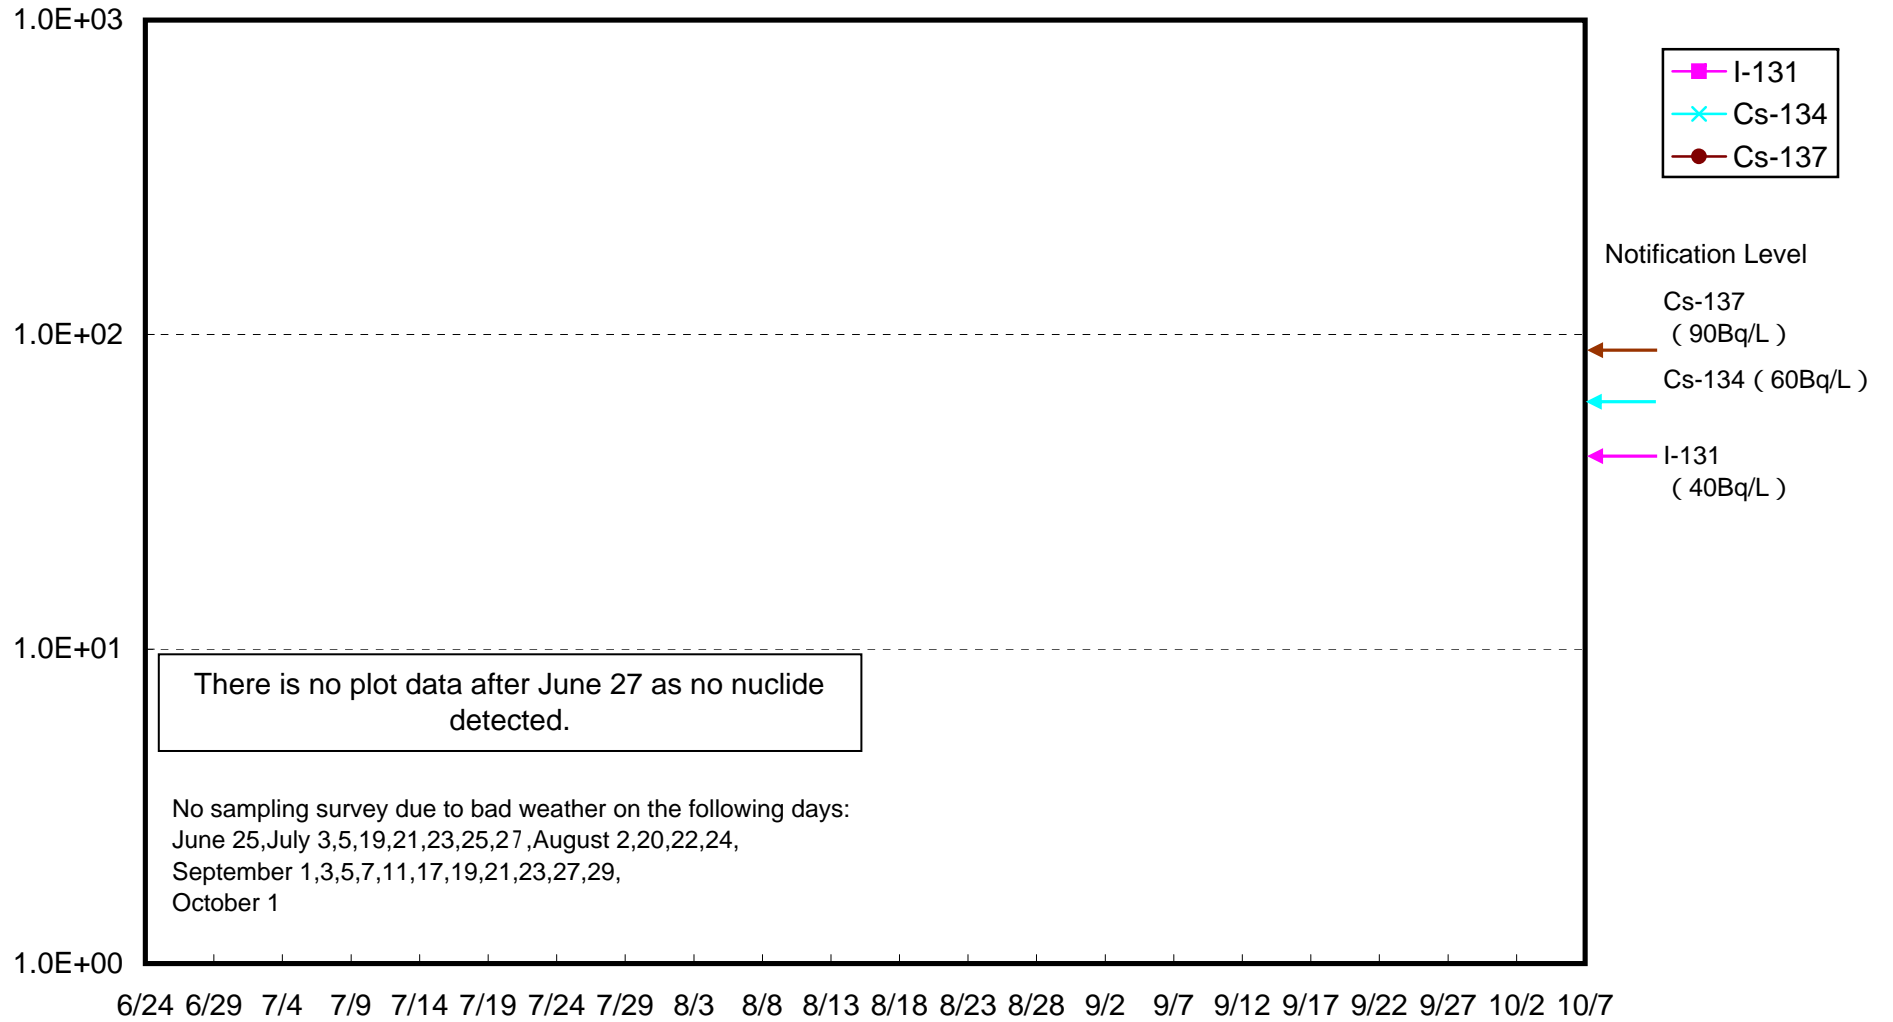 1.0E+03
1.0E+02
1.0E+01
1.0E+00
I-131
Cs-134
Cs-137
Notification Level
Cs-137
（90Bq/L）
Cs-134（60Bq/L）
I-131
（40Bq/L）
There is no plot data after June 27 as no nuclide
detected.
No sampling survey due to bad weather on the following days:
June 25,July 3,5,19,21,23,25,27,August 2,20,22,24,
September 1,3,5,7,11,17,19,21,23,27,29,
October 1
6/24 6/29 7/4 7/9 7/14 7/19 7/24 7/29 8/3 8/8 8/13 8/18 8/23 8/28 9/2 9/7 9/12 9/17 9/22 9/27 10/2 10/7